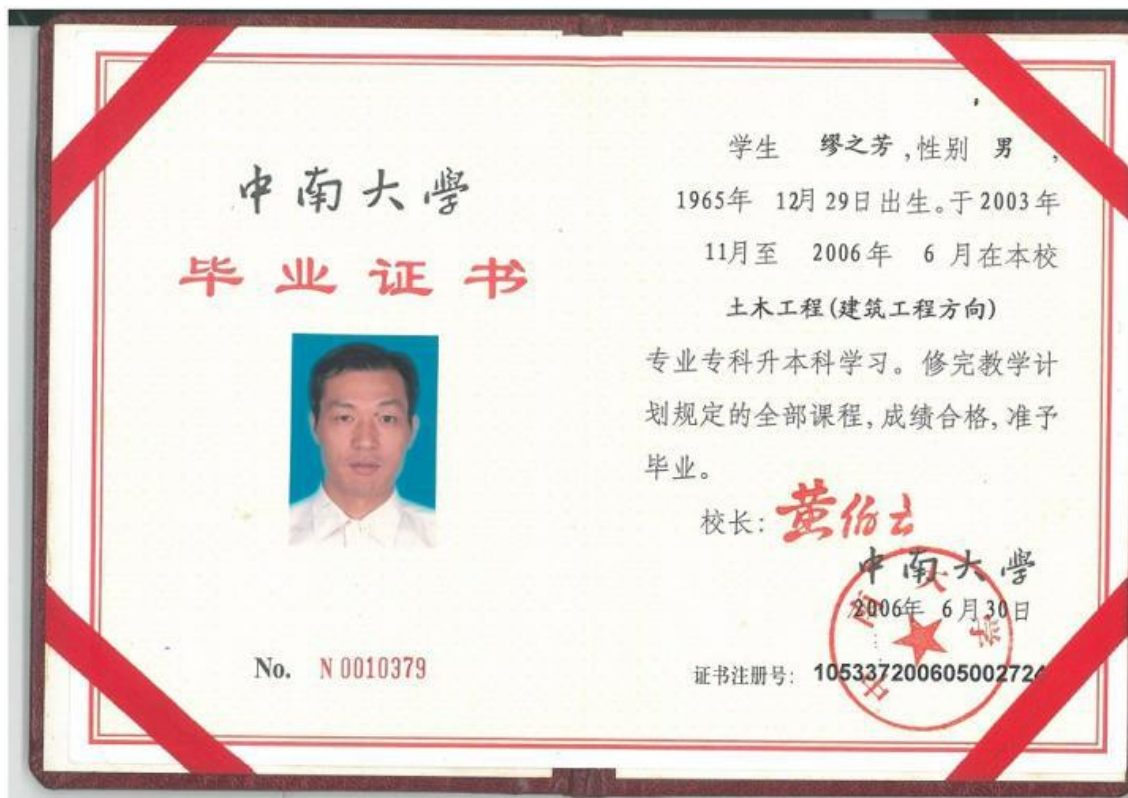 中南大學
毕业证书
No. N 0010379
学生 缪之芳,性别 男 ,
1965年 12月29日出生。于2003年
11月至 2006年 6月在本校
土木工程(建筑工程方向)
专业专科升本科学习。修完教学计
划规定的全部课程,成绩合格,准予
毕业。
校长:黄伯云
中南大學
2006年 6月30日
中南大学
证书注册号: 105337200605002724